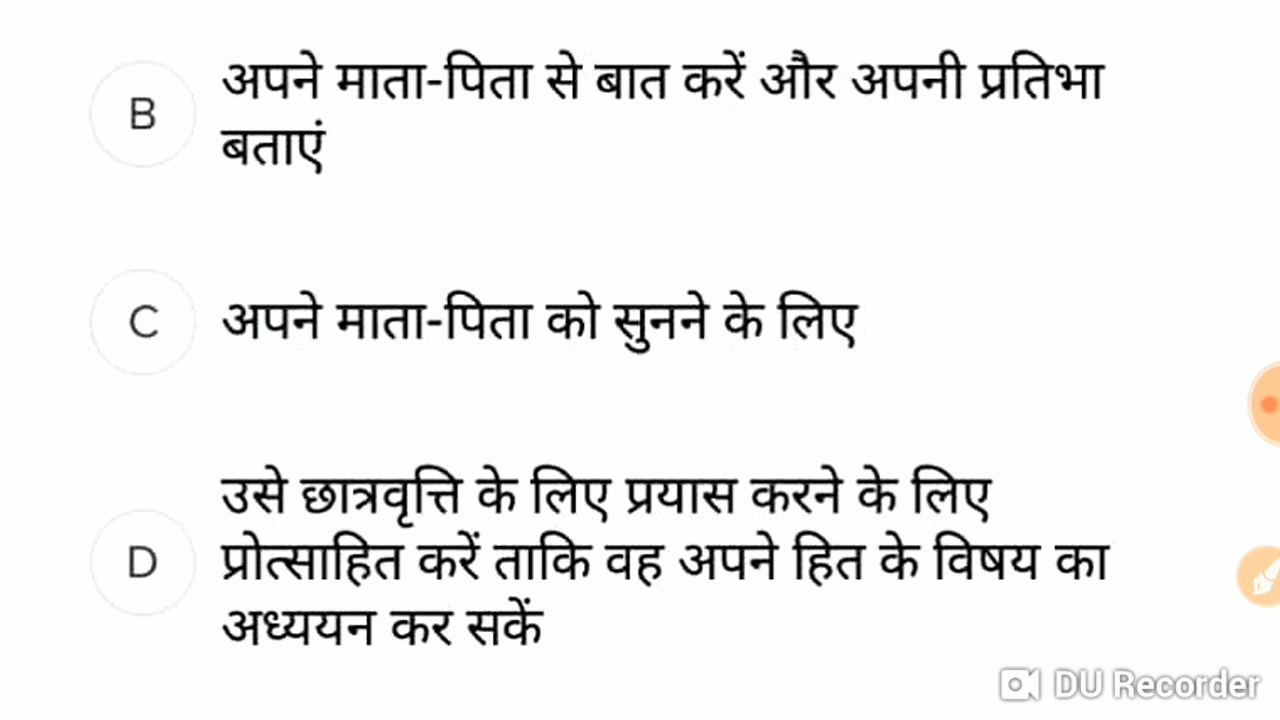 B
अपने माता-पिता से बात करें और अपनी प्रतिभा
बताएं
C
अपने माता-पिता को सुनने के लिए
उसे छात्रवृत्ति के लिए प्रयास करने के लिए
D
प्रोत्साहित करें ताकि वह अपने हित के विषय का
अध्ययन कर सकें
DU Recorder